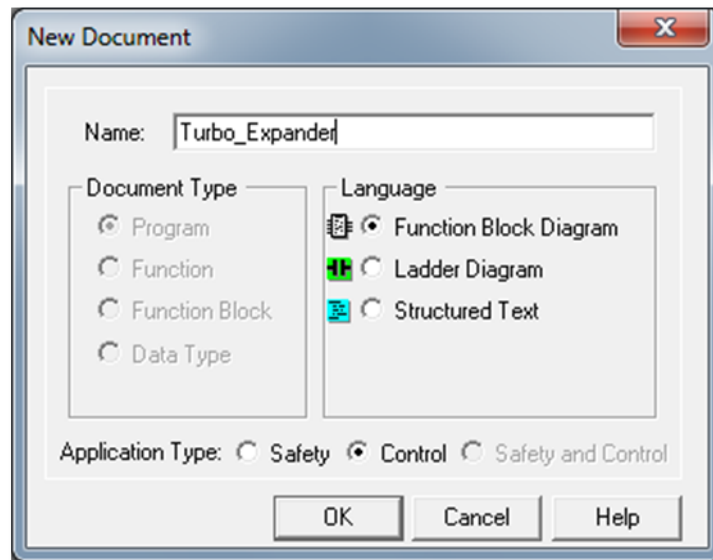 New Document
Name: Turbo_Expander
Document Type
Program
Function
Function Block
Data Type
Language
Function Block Diagram
Ladder Diagram
Structured Text
Application Type: Safety Control Safety and Control
OK Cancel Help